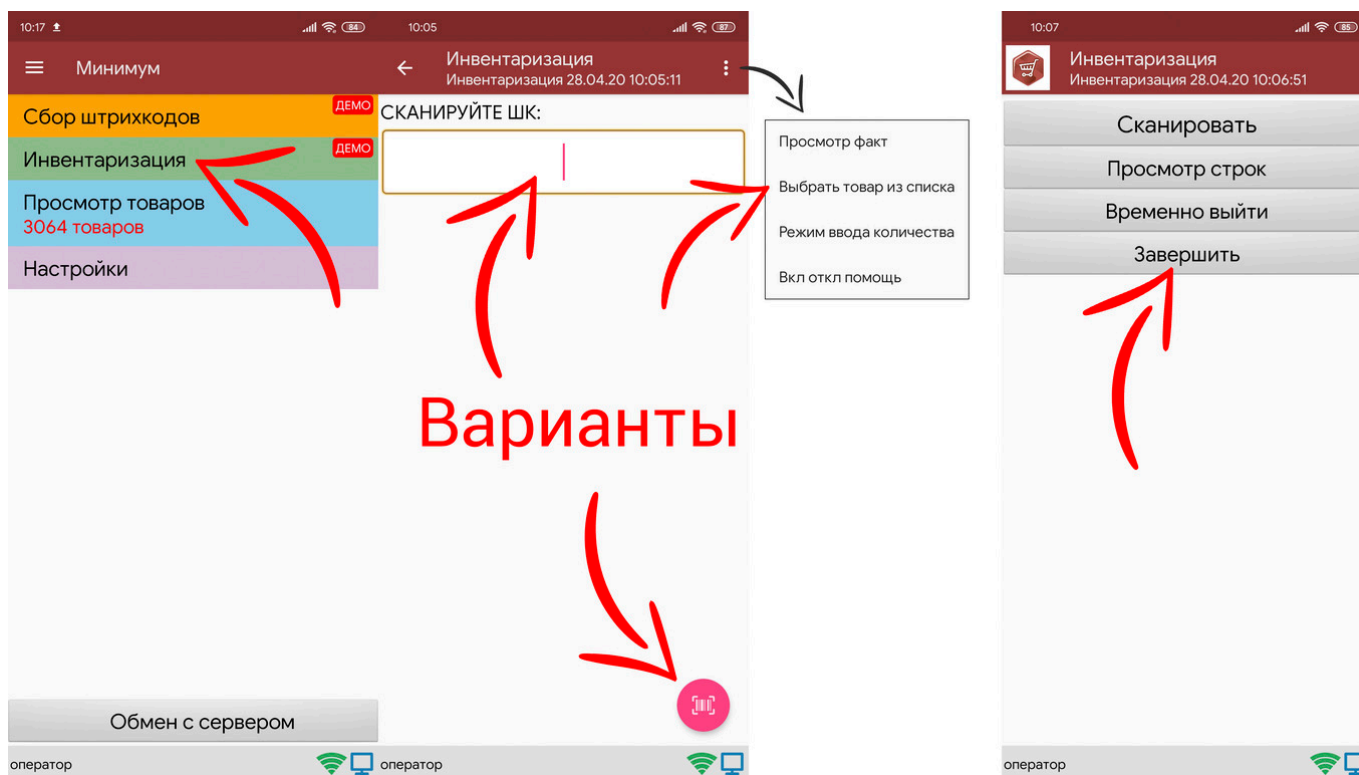 10:17
84
Минимум
Сбор штрихкодов
ДЕМО
Инвентаризация
ДЕМО
Просмотр товаров
3064 товаров
Настройки
Обмен с сервером
оператор
10:05
87
Инвентаризация
Инвентаризация 28.04.20 10:05:11
СКАНИРУЙТЕ ШК:
Варианты
оператор
Просмотр факт
Выбрать товар из списка
Режим ввода количества
Вкл откл помощь
10:07
85
Инвентаризация
Инвентаризация 28.04.20 10:06:51
Сканировать
Просмотр строк
Временно выйти
Завершить
оператор